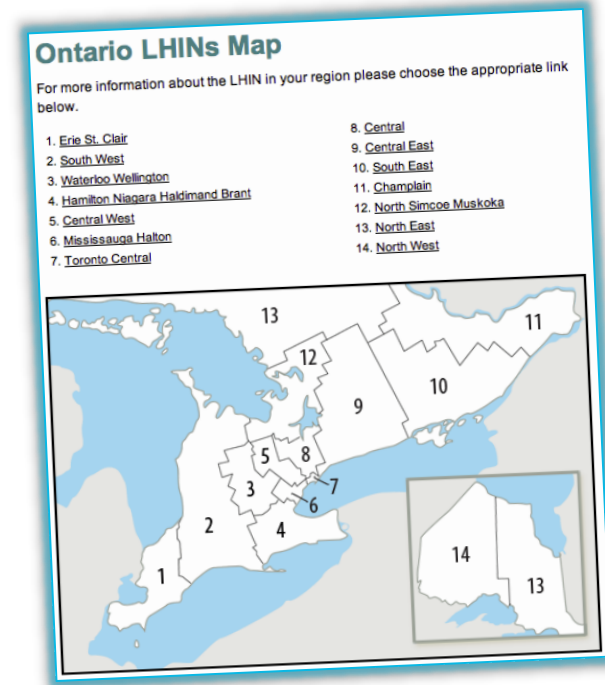 Ontario LHINs Map
For more information about the LHIN in your region please choose the appropriate link
below.
1. Erie St. Clair
2. South West
3. Waterloo Wellington
4. Hamilton Niagara Haldimand Brant
5. Central West
6. Mississauga Halton
7. Toronto Central
8. Central
9. Central East
10. South East
11. Champlain
12. North Simcoe Muskoka
13. North East
14. North West
13
11
12
10
9
5
8
7
3
6
2
4
1
14
13